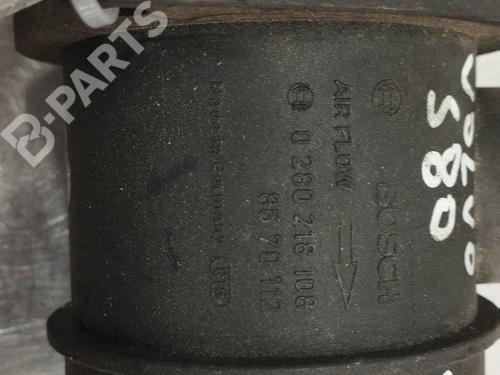 BOSCH
AIR FLOW
0 280 218 108
86 70 112
Made in Germany
VOLVO
S80
B-PARTS